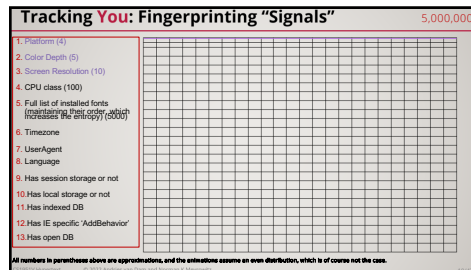 Tracking You: Fingerprinting “Signals”
5,000,000
1. Platform (4)
2. Color Depth (5)
3. Screen Resolution (10)
4. CPU class (100)
5. Full list of installed fonts
(maintaining their order, which
increases the entropy) (5000)
6. Timezone
7. UserAgent
8. Language
9. Has session storage or not
10.Has local storage or not
11.Has indexed DB
12.Has IE specific ‘AddBehavior’
13.Has open DB
All numbers in parentheses above are approximations, and the animations assume an even distribution, which is of course not the case.